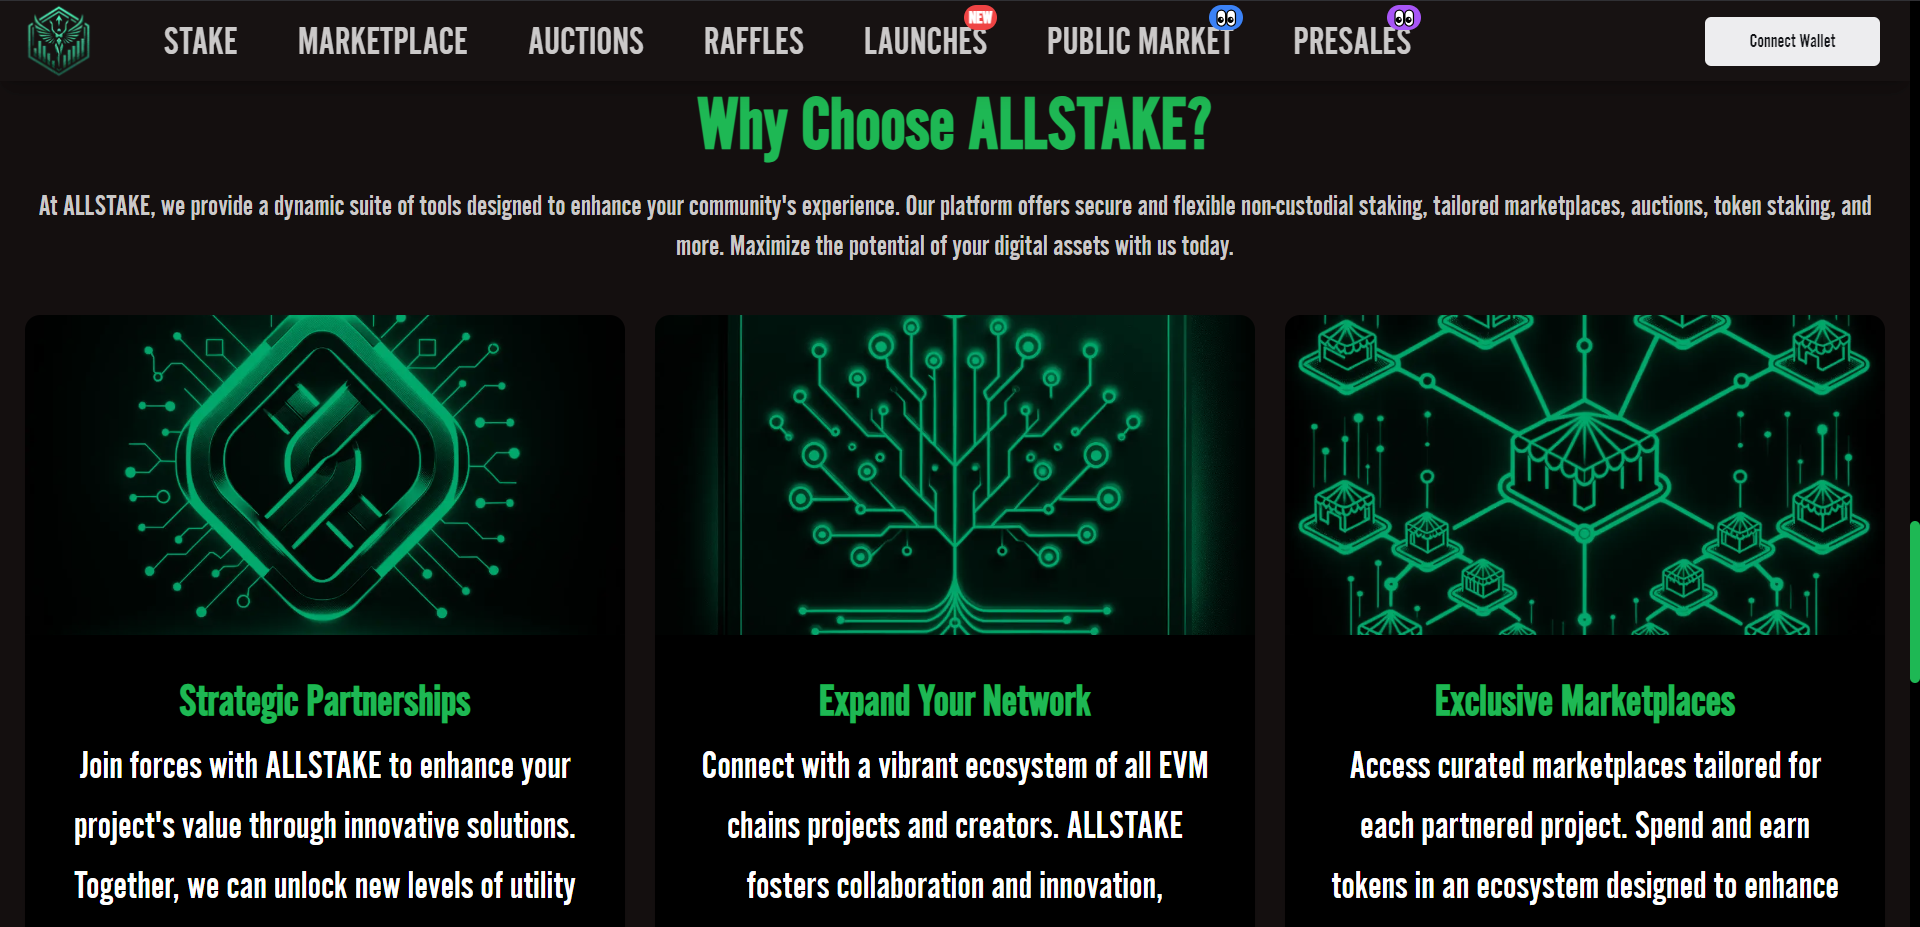 STAKE MARKETPLACE AUCTIONS RAFFLES LAUNCHES NEW PUBLIC MARKET PRESALES Connect Wallet
Why Choose ALLSTAKE?
At ALLSTAKE, we provide a dynamic suite of tools designed to enhance your community's experience. Our platform offers secure and flexible non-custodial staking, tailored marketplaces, auctions, token staking, and
more. Maximize the potential of your digital assets with us today.
Strategic Partnerships
Join forces with ALLSTAKE to enhance your
project's value through innovative solutions.
Together, we can unlock new levels of utility
Expand Your Network
Connect with a vibrant ecosystem of all EVM
chains projects and creators. ALLSTAKE
fosters collaboration and innovation,
Exclusive Marketplaces
Access curated marketplaces tailored for
each partnered project. Spend and earn
tokens in an ecosystem designed to enhance